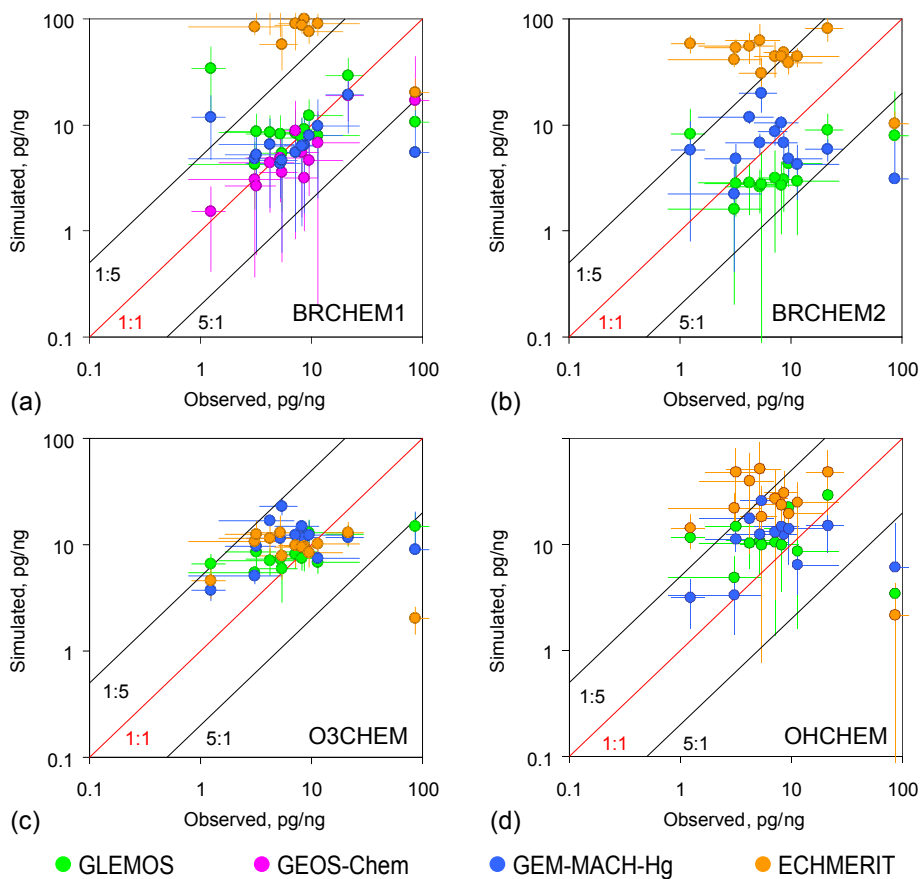 100
10
1
0.1
Simulated, pg/ng
1:5
1:1
5:1
BRCHEM1
0.1 1 10 100
Observed, pg/ng
(a)
100
10
1
0.1
Simulated, pg/ng
1:5
1:1
5:1
BRCHEM2
0.1 1 10 100
Observed, pg/ng
(b)
100
10
1
0.1
Simulated, pg/ng
1:5
1:1
5:1
O3CHEM
0.1 1 10 100
Observed, pg/ng
(c)
100
10
1
0.1
Simulated, pg/ng
1:5
1:1
5:1
OHCHEM
0.1 1 10 100
Observed, pg/ng
(d)
GLEMOS GEOS-Chem GEM-MACH-Hg ECHMERIT